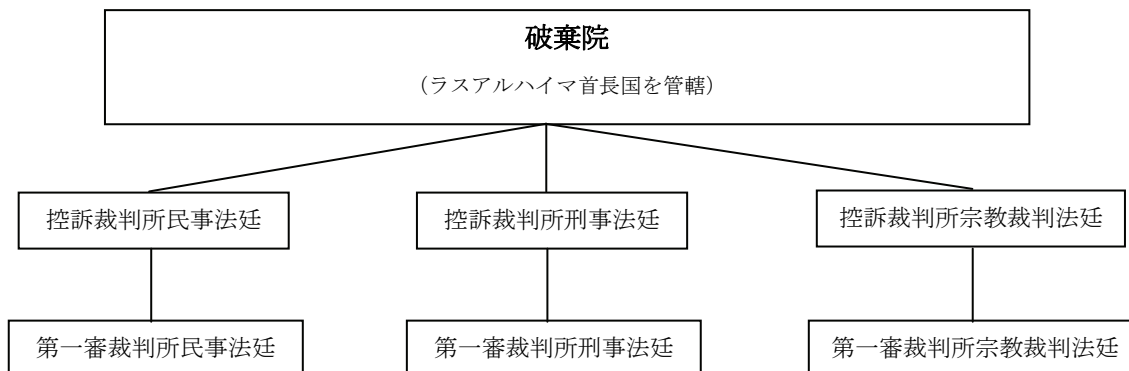 破棄院
（ラスアルハイマ首長国を管轄）
控訴裁判所民事法廷
控訴裁判所刑事法廷
控訴裁判所宗教裁判法廷
第一審裁判所民事法廷
第一審裁判所刑事法廷
第一審裁判所宗教裁判法廷